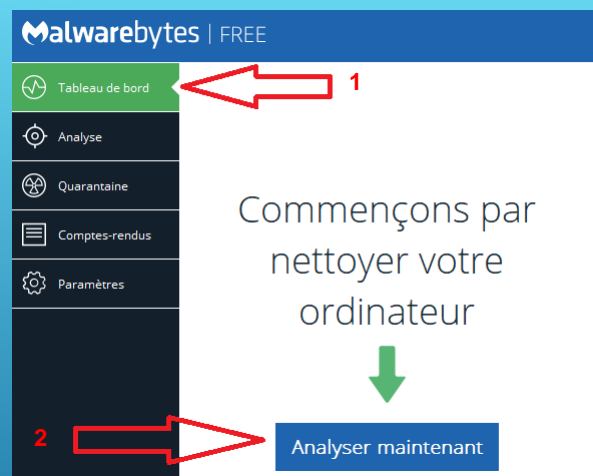 Malwarebytes | FREE
Tableau de bord
1
Analyse
Quarantaine
Comptes-rendus
Paramètres
Commençons par
nettoyer votre
ordinateur
2
Analyser maintenant